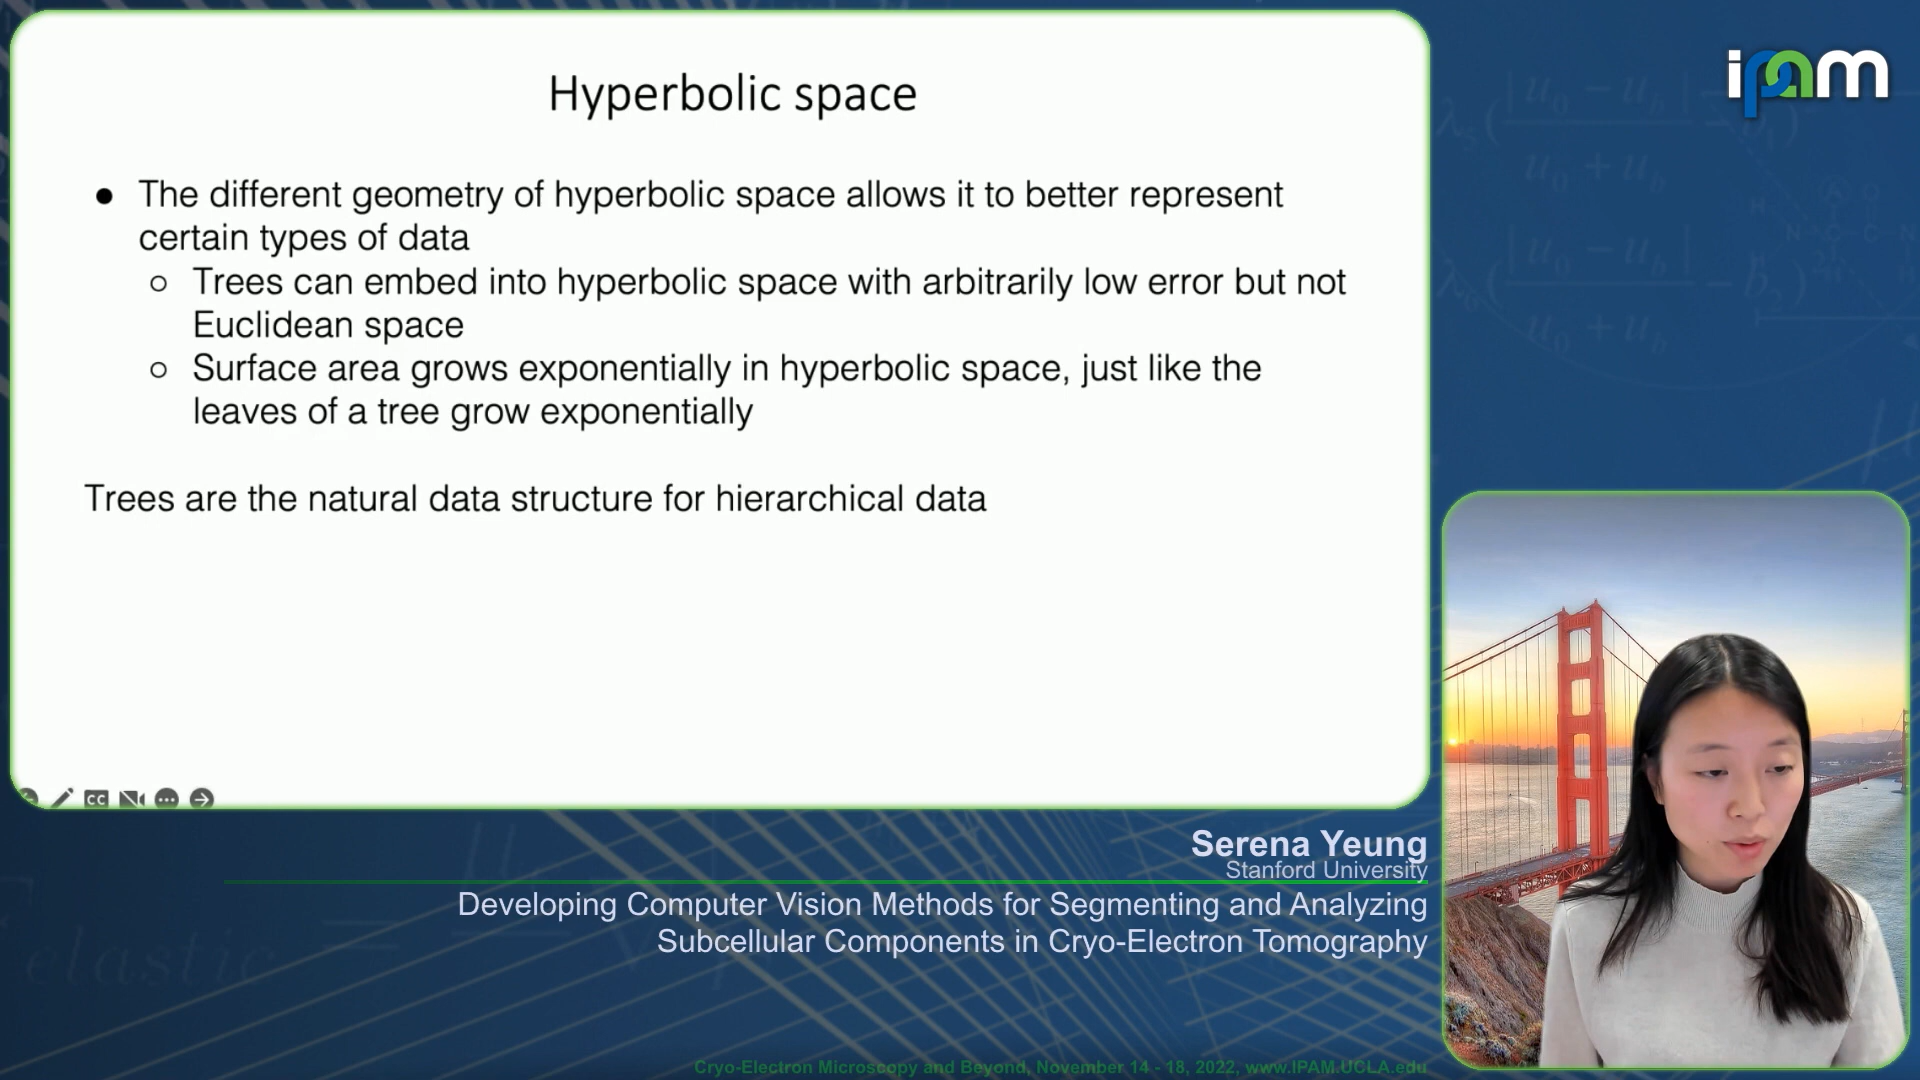 Hyperbolic space
● The different geometry of hyperbolic space allows it to better represent
certain types of data
○ Trees can embed into hyperbolic space with arbitrarily low error but not
Euclidean space
○ Surface area grows exponentially in hyperbolic space, just like the
leaves of a tree grow exponentially
Trees are the natural data structure for hierarchical data
CC
ipam
Serena Yeung
Stanford University
Developing Computer Vision Methods for Segmenting and Analyzing
Subcellular Components in Cryo-Electron Tomography
elastic
Cryo-Electron Microscopy and Beyond, November 14 - 18, 2022, www.IPAM.UCLA.edu